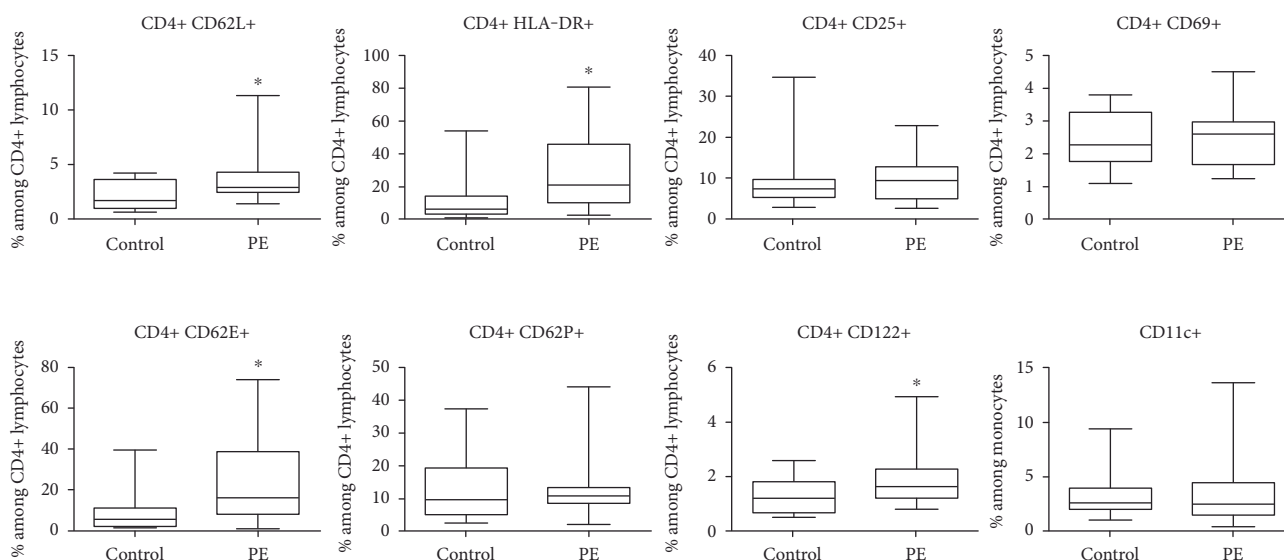 CD4+ CD62L+
% among CD4+ lymphocytes
15
10
5
0
*
Control
PE
CD4+ HLA-DR+
% among CD4+ lymphocytes
100
80
60
40
20
0
*
Control
PE
CD4+ CD25+
% among CD4+ lymphocytes
40
30
20
10
0
Control
PE
CD4+ CD69+
% among CD4+ lymphocytes
5
4
3
2
1
0
Control
PE
CD4+ CD62E+
% among CD4+ lymphocytes
80
60
40
20
0
*
Control
PE
CD4+ CD62P+
% among CD4+ lymphocytes
50
40
30
20
10
0
Control
PE
CD4+ CD122+
% among CD4+ lymphocytes
6
4
2
0
*
Control
PE
CD11c+
% among monocytes
15
10
5
0
Control
PE